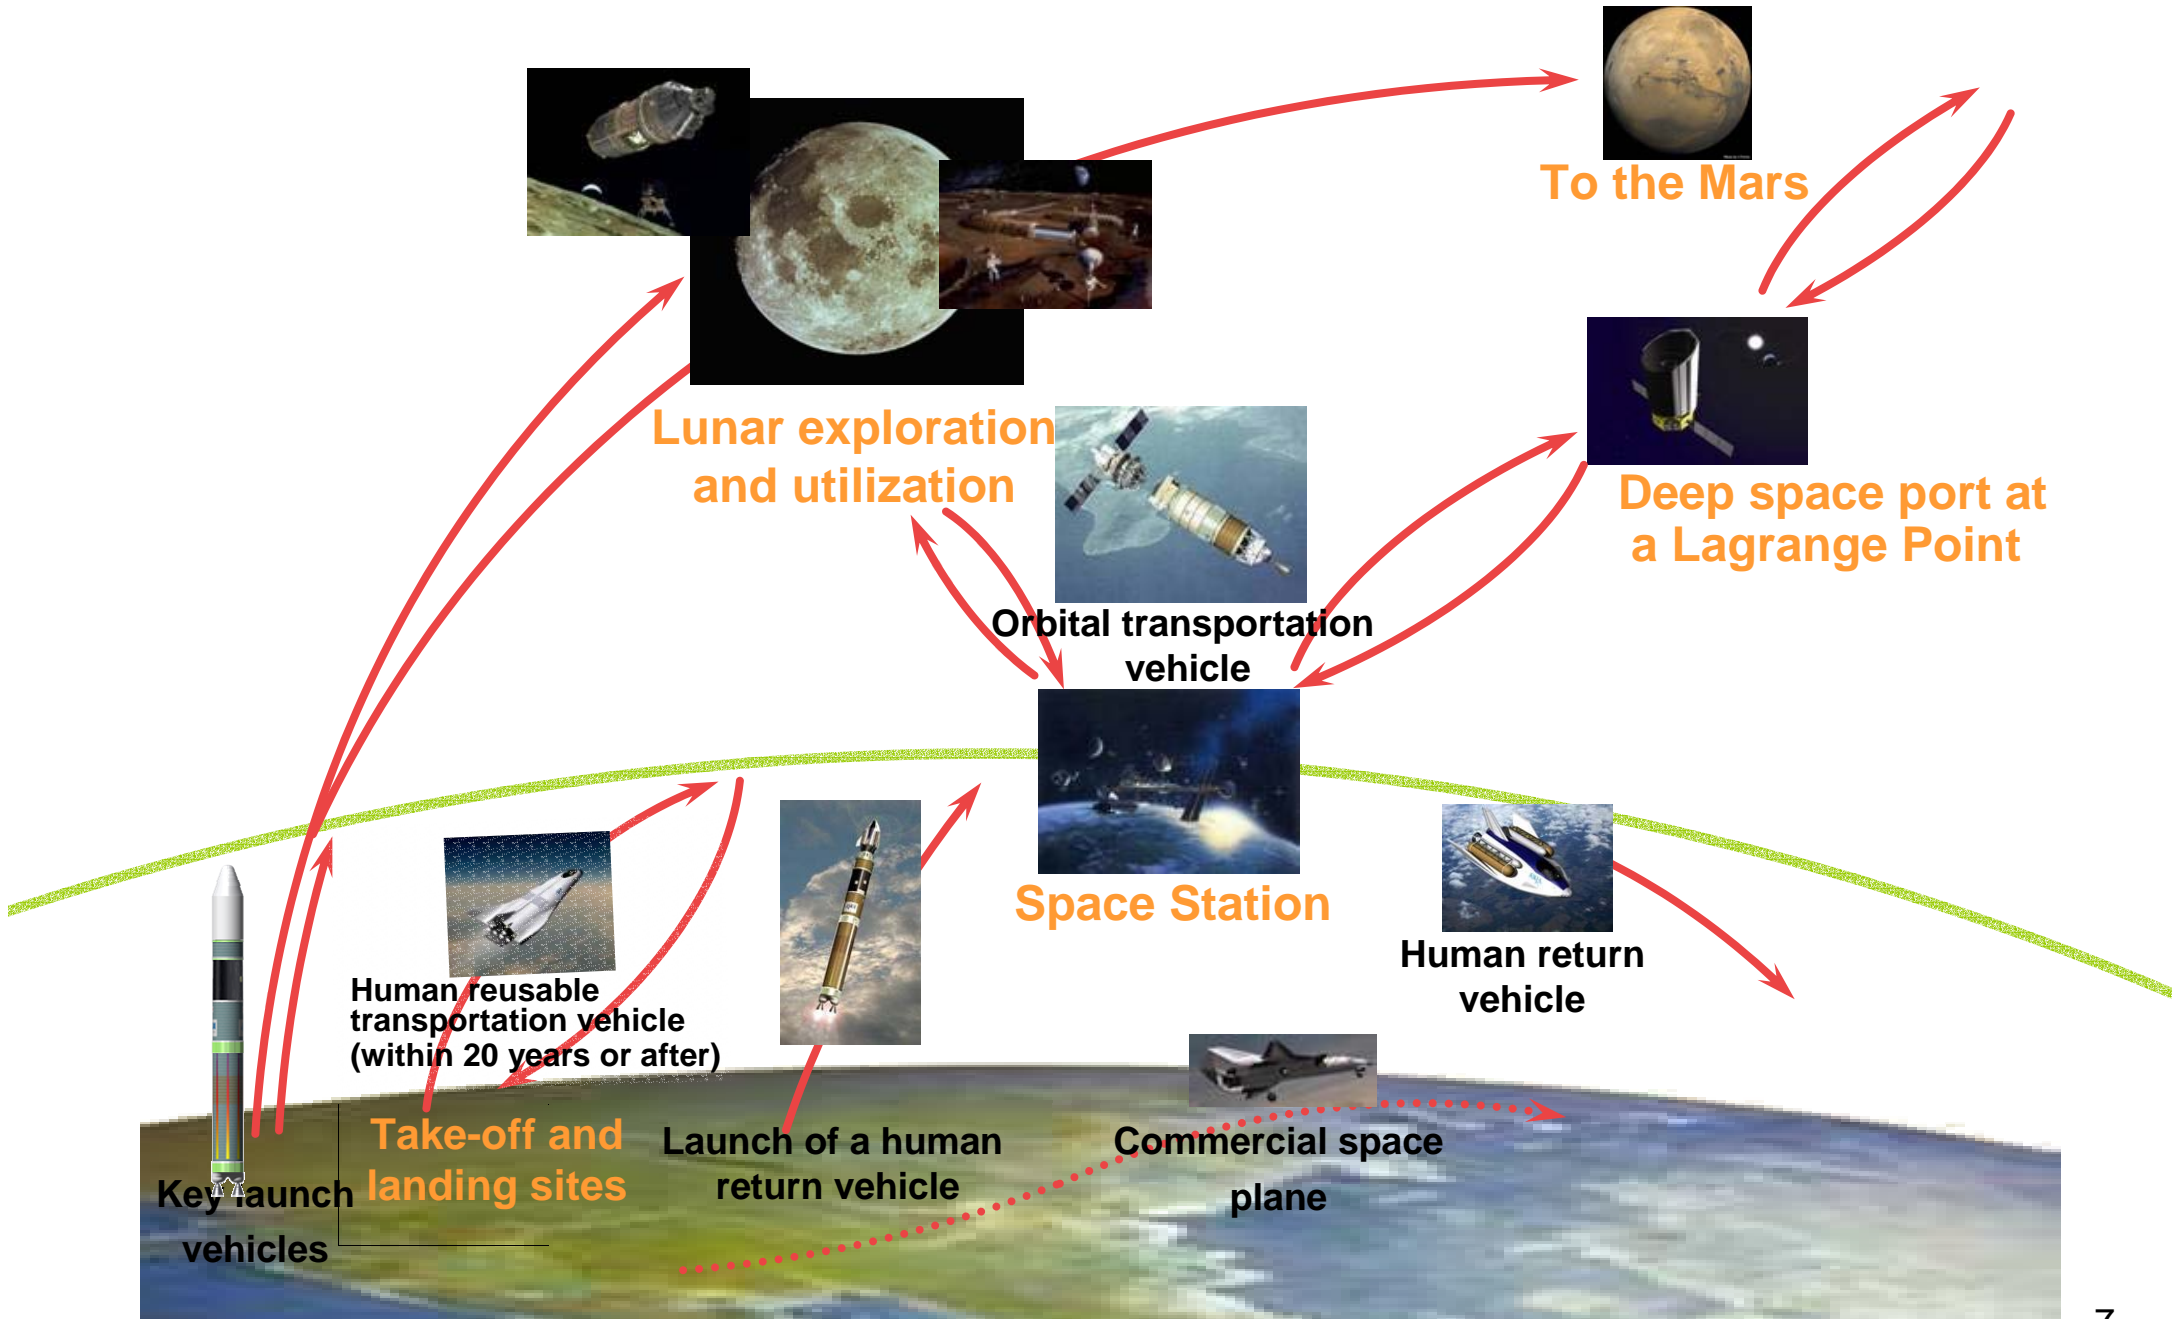 To the Mars
Lunar exploration
and utilization
Deep space port at
a Lagrange Point
Orbital transportation
vehicle
Space Station
Human return
vehicle
Human reusable
transportation vehicle
(within 20 years or after)
Take-off and
landing sites
Launch of a human
return vehicle
Commercial space
plane
Key launch
vehicles
7